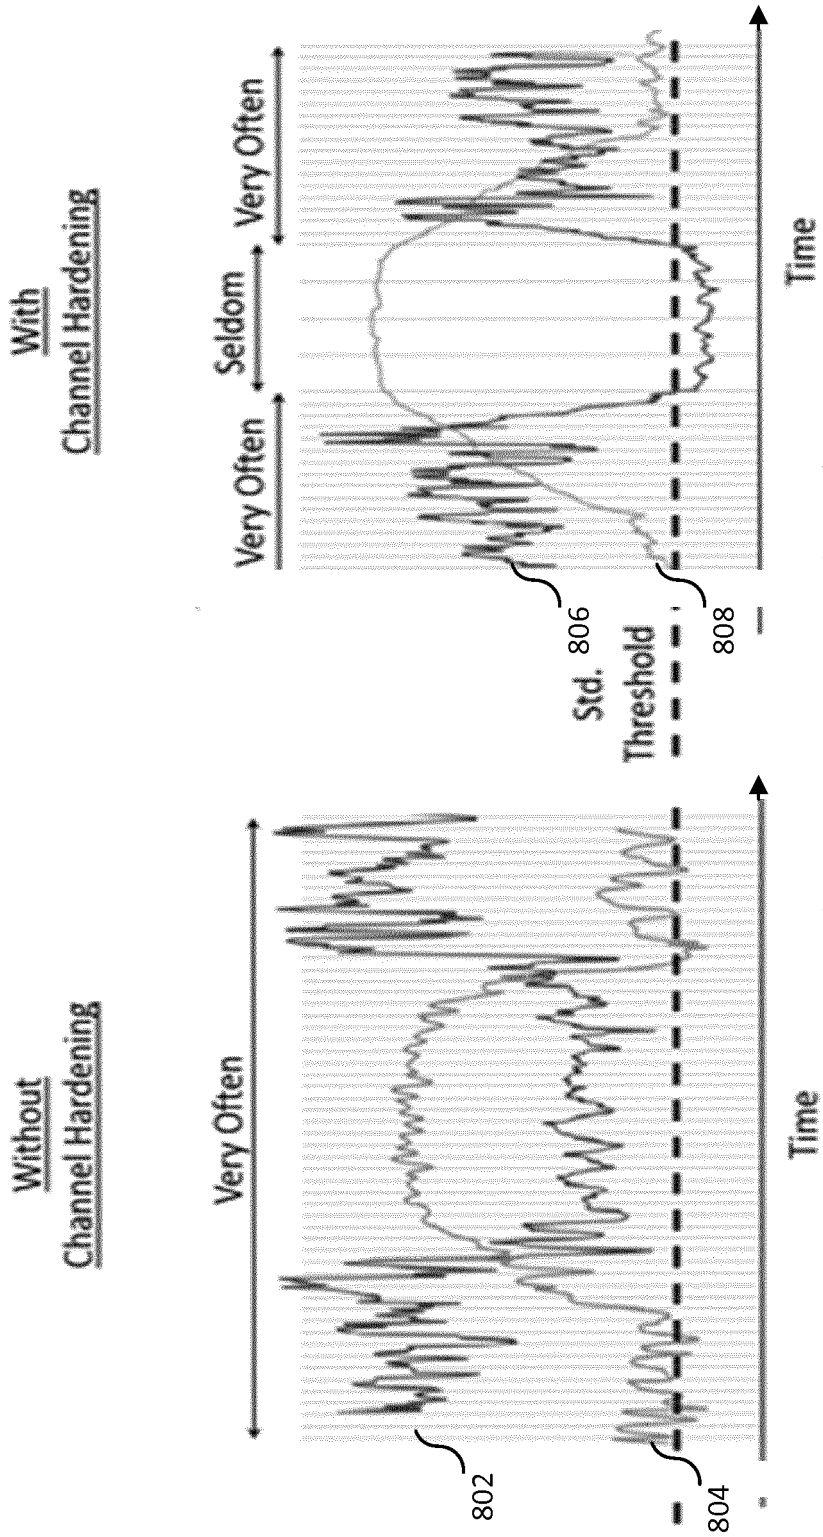 Without
Channel Hardening
Very Often
802
804
Time
Std.
Threshold
With
Channel Hardening
Very Often
Seldom
Very Often
806
808
Time